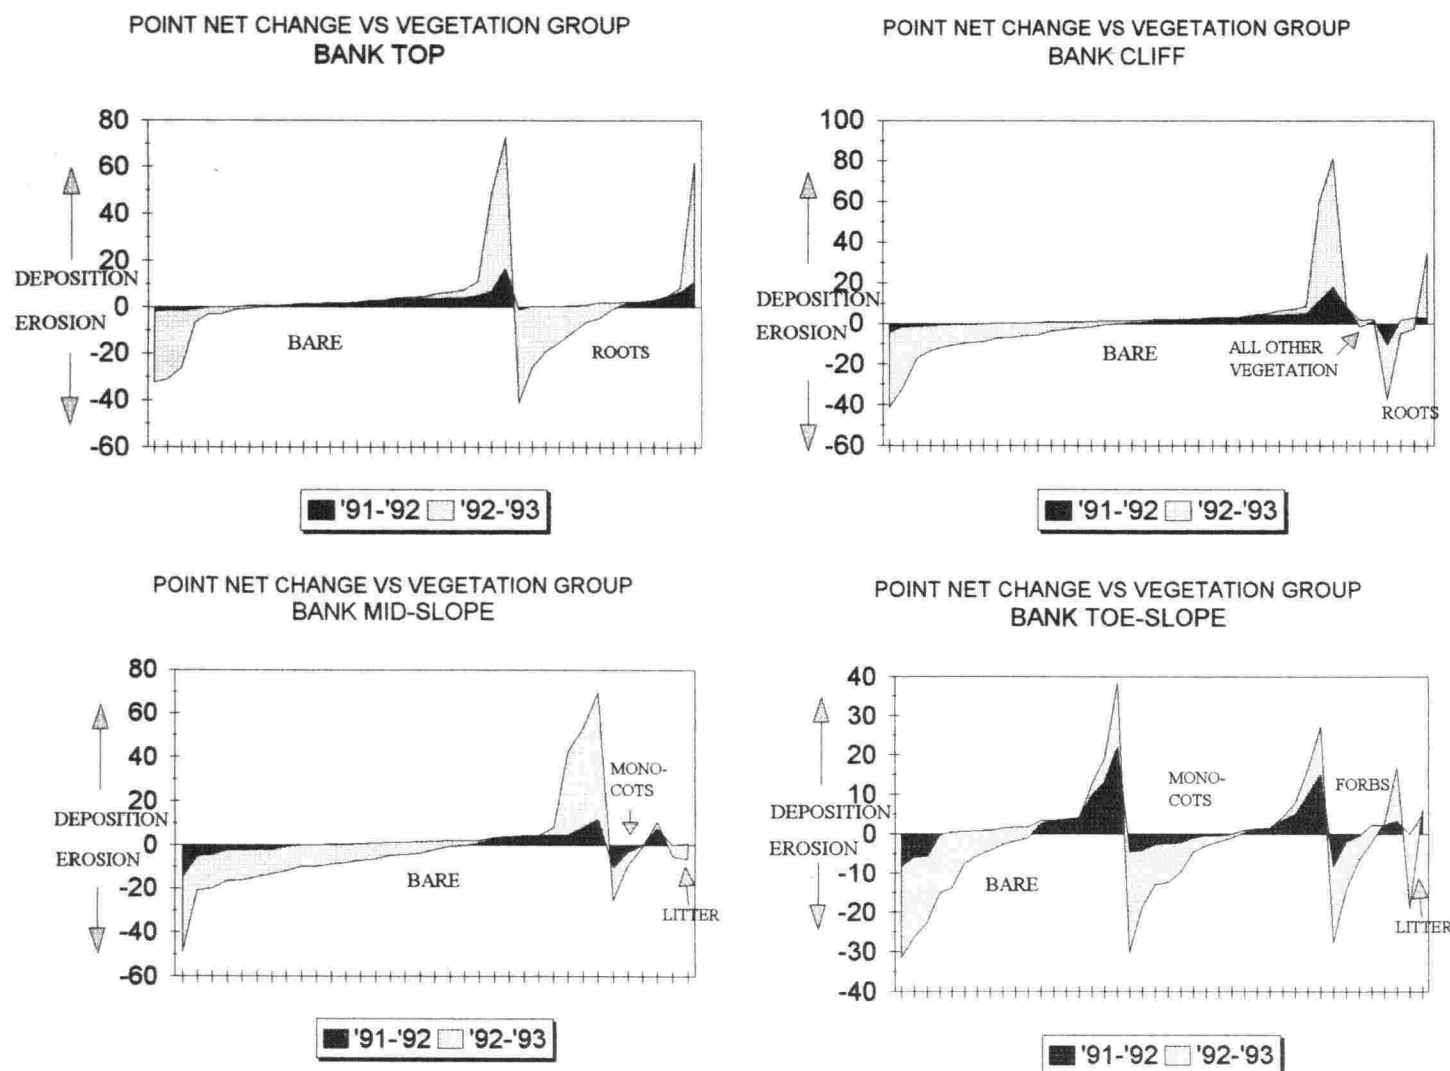 POINT NET CHANGE VS VEGETATION GROUP
BANK TOP
80
60
40
20
0
-20
-40
-60
DEPOSITION
EROSION
BARE
ROOTS
'91-'92 '92-'93
POINT NET CHANGE VS VEGETATION GROUP
BANK CLIFF
100
80
60
40
20
0
-20
-40
-60
DEPOSITION
EROSION
BARE
ALL OTHER
VEGETATION
ROOTS
'91-'92 '92-'93
POINT NET CHANGE VS VEGETATION GROUP
BANK MID-SLOPE
80
60
40
20
0
-20
-40
-60
DEPOSITION
EROSION
MONO-
COTS
BARE
LITTER
'91-'92 '92-'93
POINT NET CHANGE VS VEGETATION GROUP
BANK TOE-SLOPE
40
30
20
10
0
-10
-20
-30
-40
DEPOSITION
EROSION
MONO-
COTS
FORBS
BARE
LITTER
'91-'92 '92-'93